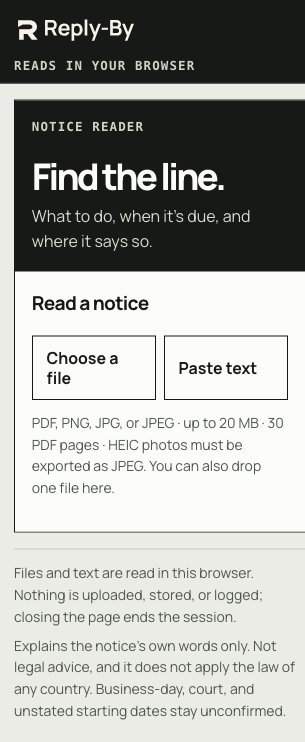 Reply-By
READS IN YOUR BROWSER
NOTICE READER
Find the line.
What to do, when it's due, and
where it says so.
Read a notice
Choose a
file
Paste text
PDF, PNG, JPG, or JPEG · up to 20 MB · 30
PDF pages · HEIC photos must be
exported as JPEG. You can also drop
one file here.
Files and text are read in this browser.
Nothing is uploaded, stored, or logged;
closing the page ends the session.
Explains the notice's own words only. Not
legal advice, and it does not apply the law of
any country. Business-day, court, and
unstated starting dates stay unconfirmed.